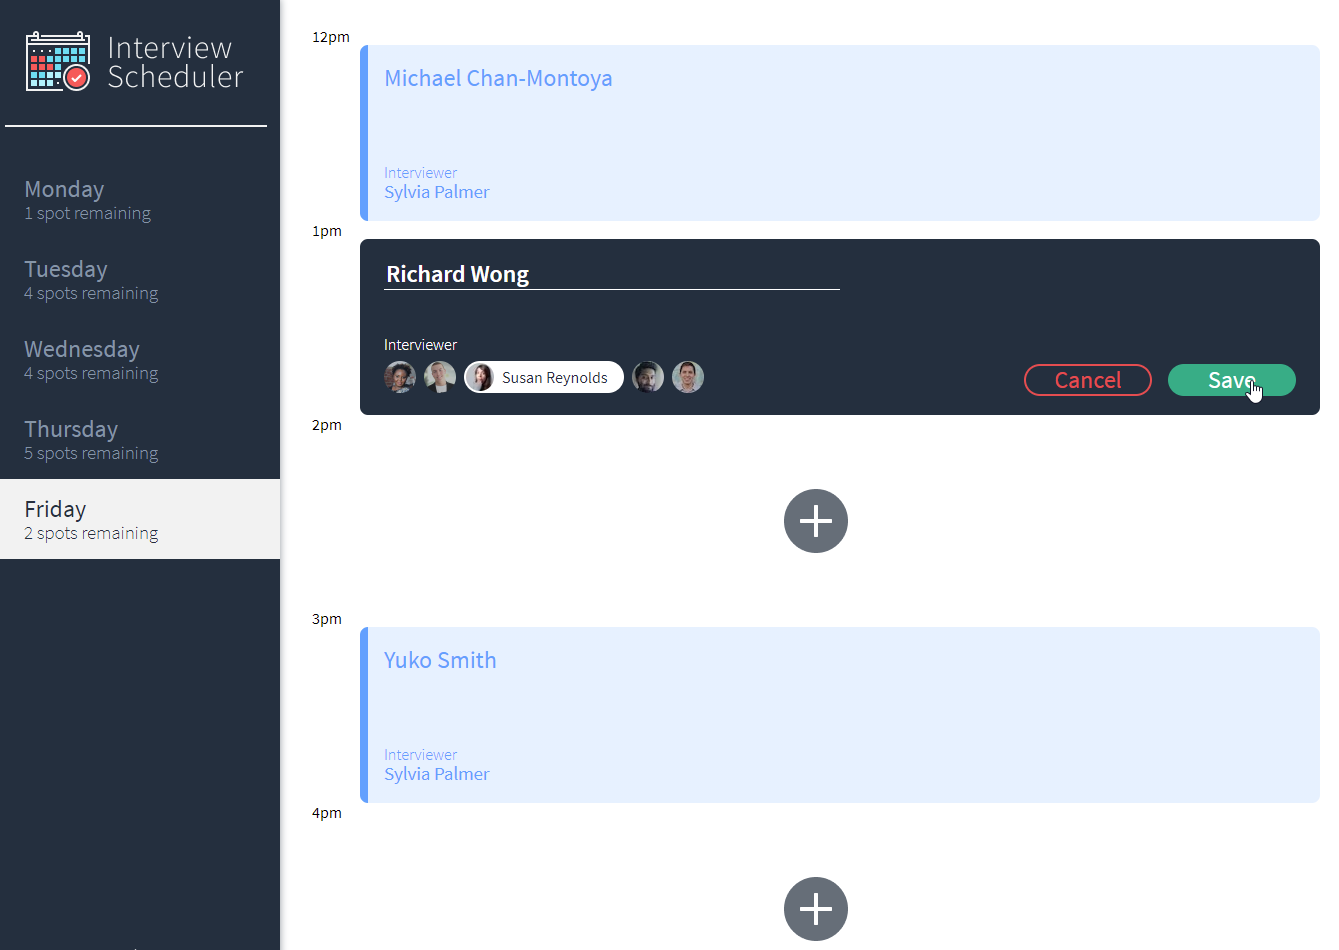 Interview
Scheduler
Monday
1 spot remaining
Tuesday
4 spots remaining
Wednesday
4 spots remaining
Thursday
5 spots remaining
Friday
2 spots remaining
12pm
Michael Chan-Montoya
Interviewer
Sylvia Palmer
1pm
Richard Wong
Interviewer
Susan Reynolds
Cancel
Save
2pm
3pm
Yuko Smith
Interviewer
Sylvia Palmer
4pm